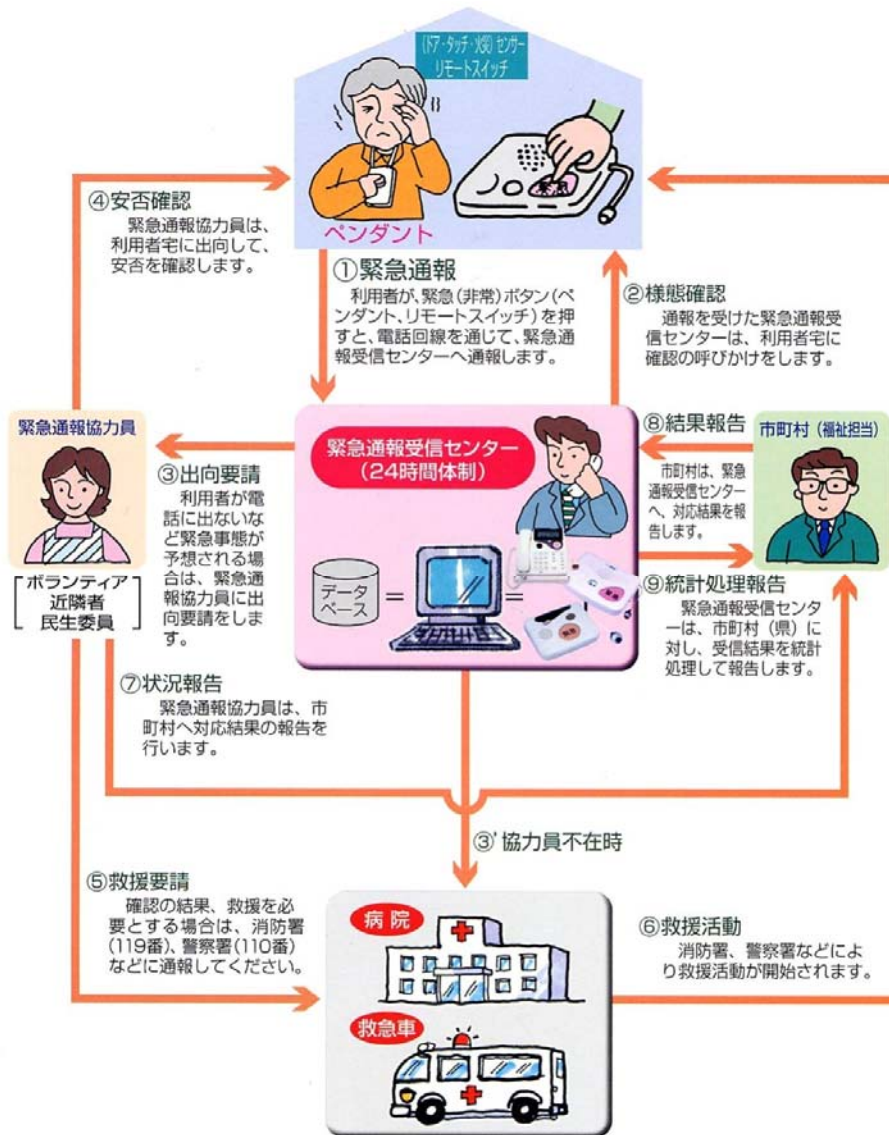 (ドア・タッチ・火災)センサー
リモートスイッチ
緊急
ペンダント
④安否確認
緊急通報協力員は、
利用者宅に出向して、
安否を確認します。
①緊急通報
利用者が、緊急(非常)ボタン(ペ
ンダント、リモートスイッチ)を押
すと、電話回線を通じて、緊急通
報受信センターへ通報します。
②様態確認
通報を受けた緊急通報受
信センターは、利用者宅に
確認の呼びかけをします。
緊急通報協力員
ボランティア
近隣者
民生委員
③出向要請
利用者が電
話に出ないな
ど緊急事態が
予想される場
合は、緊急通
報協力員に出
向要請をしま
す。
緊急通報受信センター
(24時間体制)
データ
ベース
=
=
⑧結果報告
市町村は、緊急
通報受信センタ
ーへ、対応結果を報
告します。
市町村(福祉担当)
⑨統計処理報告
緊急通報受信センタ
ーは、市町村(県)に
対し、受信結果を統計
処理して報告します。
⑦状況報告
緊急通報協力員は、市
町村へ対応結果の報告を
行います。
③'協力員不在時
⑤救援要請
確認の結果、救援を必
要とする場合は、消防署
(119番)、警察署(110番)
などに通報してください。
病院
救急車
⑥救援活動
消防署、警察署などによ
り救援活動が開始されます。